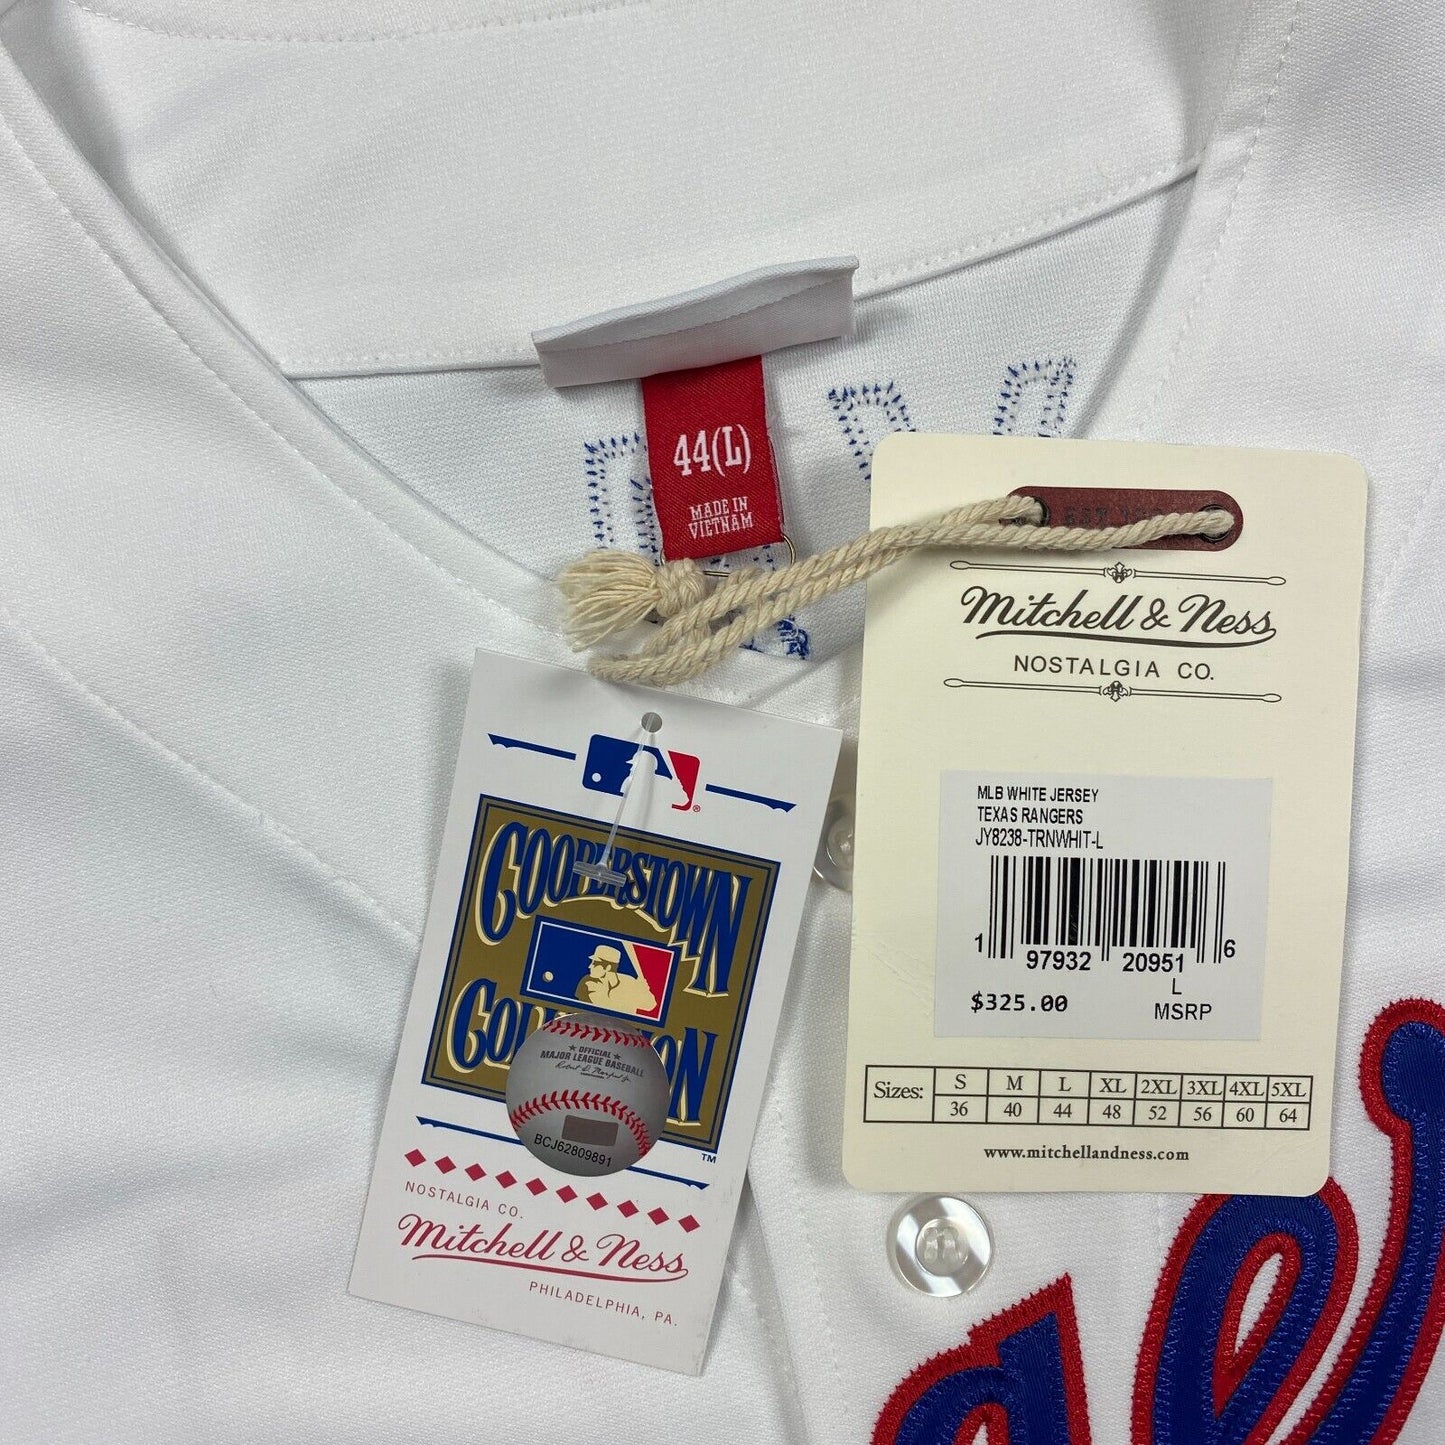 44(L)
MADE IN
VIETNAM
Mitchell & Ness
NOSTALGIA CO.
MLB WHITE JERSEY
TEXAS RANGERS
JY8238-TRNWHIT-L
1 97932 20951 6
L
$325.00 MSRP
Sizes: S M L XL 2XL 3XL 4XL 5XL
36 40 44 48 52 56 60 64
www.mitchellandness.com
COOPERSTOWN
COLLECTION
★ OFFICIAL ★
MAJOR LEAGUE BASEBALL
BCJ62809891
TM
NOSTALGIA CO.
Mitchell & Ness
PHILADELPHIA, PA.